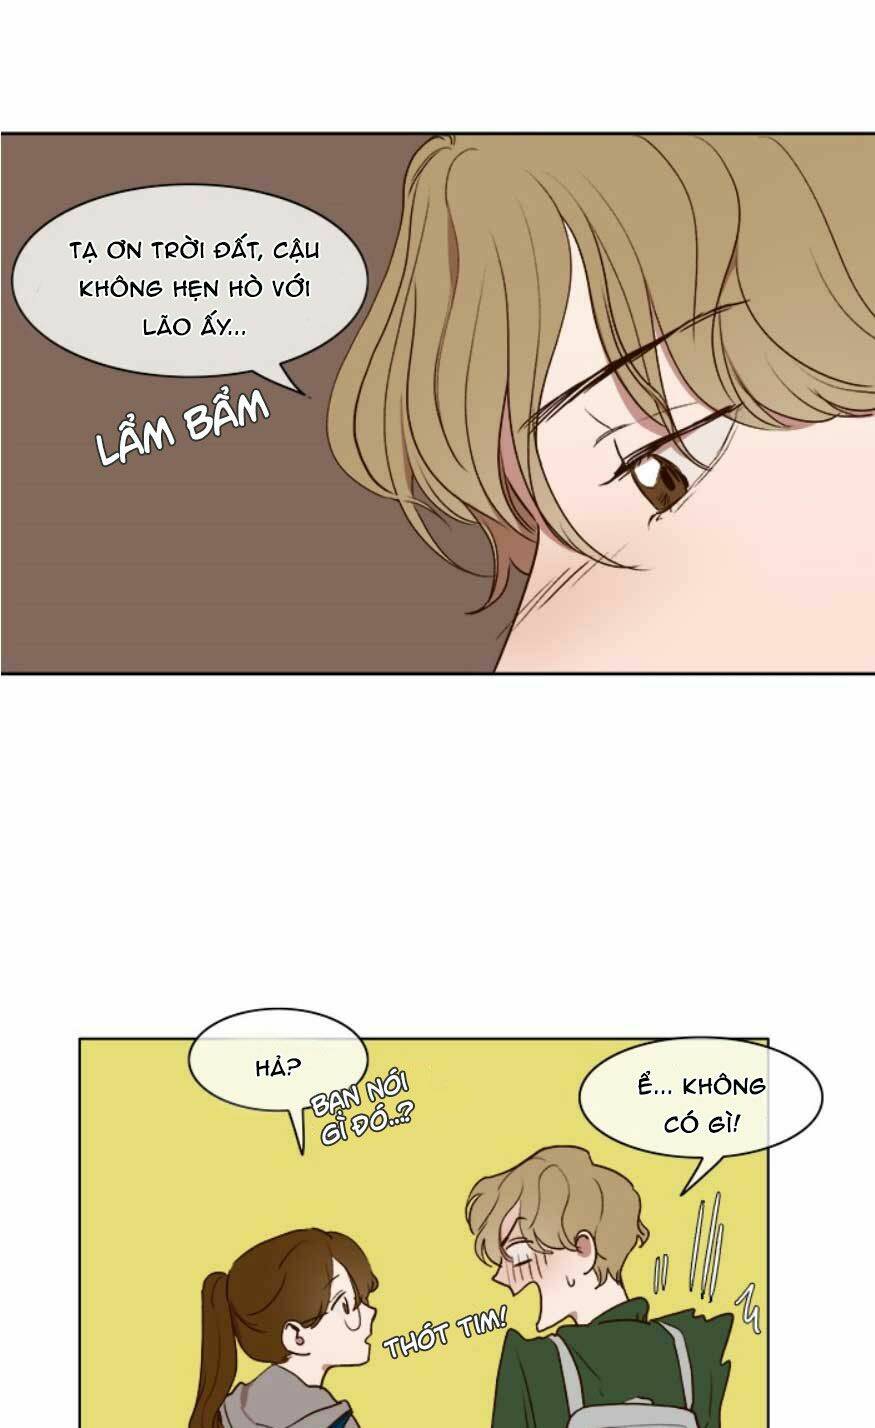 TẠ ƠN TRỜI ĐẤT, CẬU
KHÔNG HẸN HÒ VỚI
LÃO ẤY...
LẨM BẨM
HẢ?
BẠN NÓI
GÌ ĐÓ..?
Ể... KHÔNG
CÓ GÌ!
THÓT TIM!